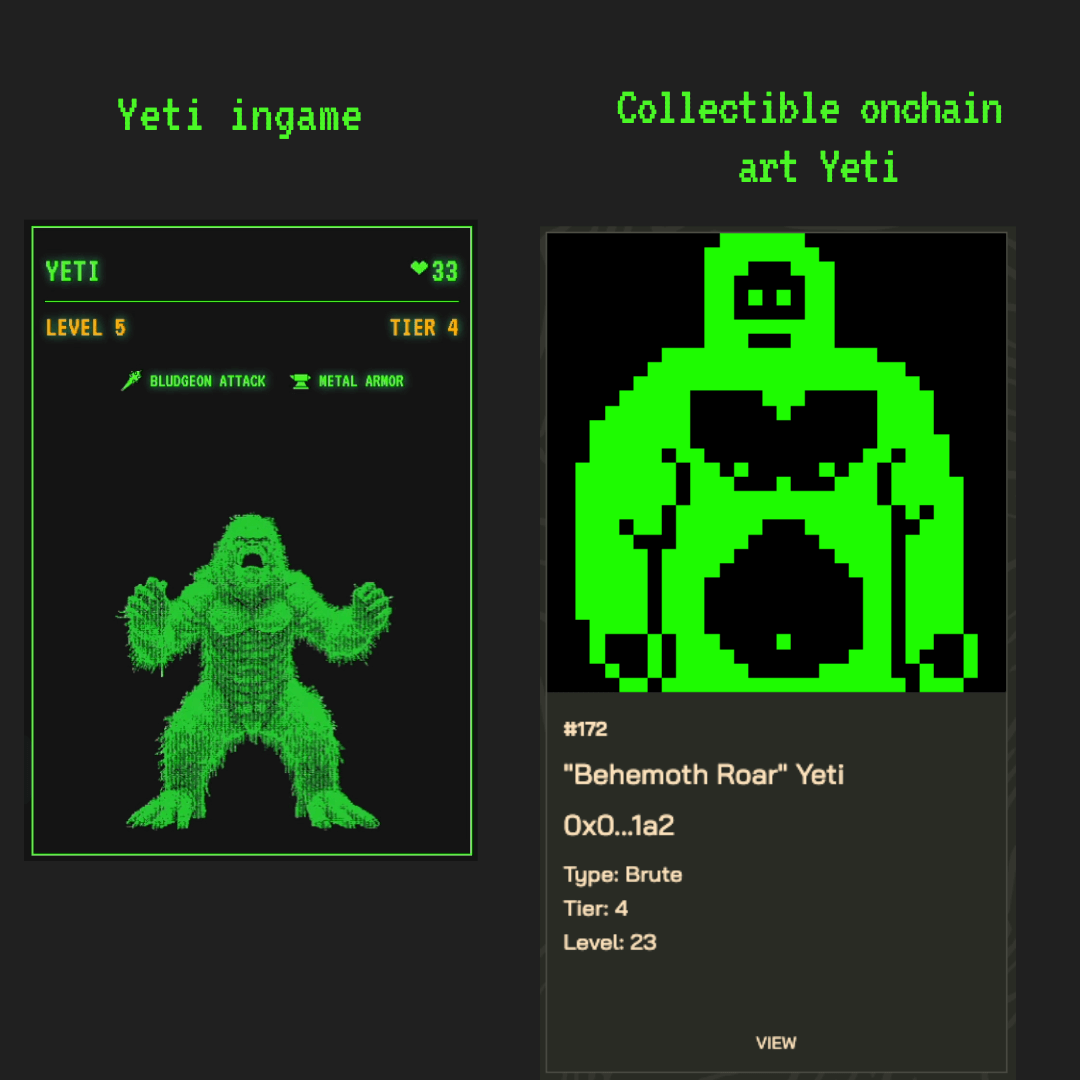 Yeti ingame
Collectible onchain
art Yeti
YETI
33
LEVEL 5
TIER 4
BLUDGEON ATTACK
METAL ARMOR
#172
"Behemoth Roar" Yeti
0x0...1a2
Type: Brute
Tier: 4
Level: 23
VIEW